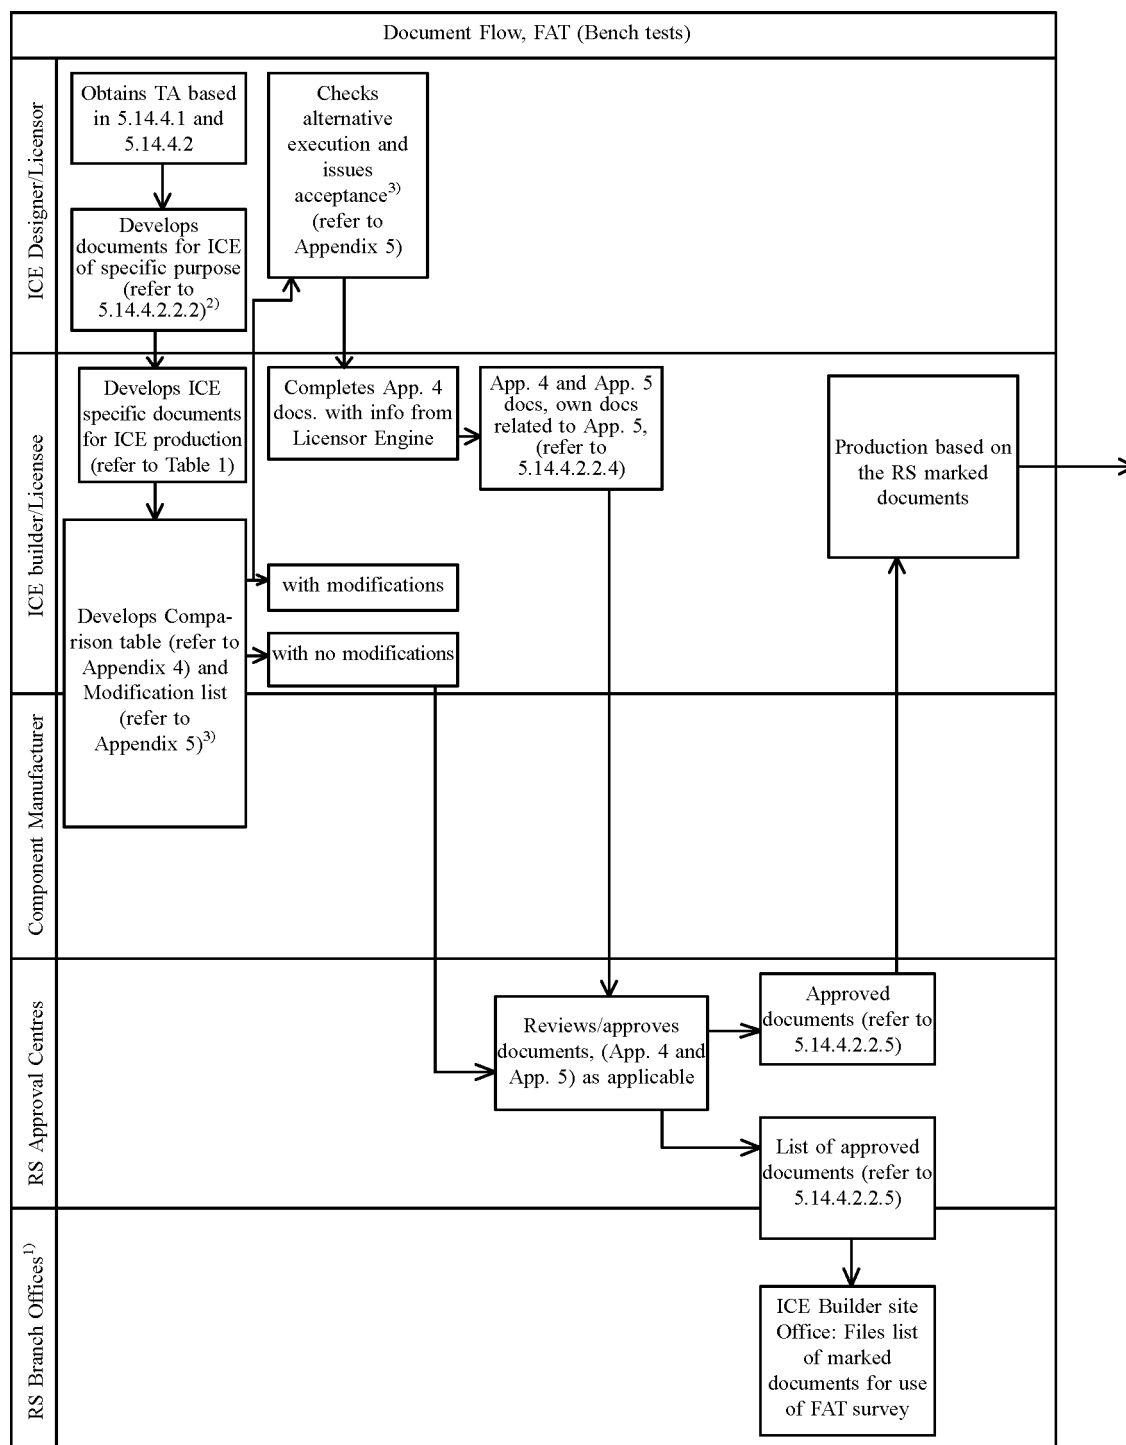 Document Flow, FAT (Bench tests)
ICE Designer/Licensor
Obtains TA based
in 5.14.4.1 and
5.14.4.2
Develops
documents for ICE
of specific purpose
(refer to
5.14.4.2.2.2)2)
Checks
alternative
execution and
issues
acceptance3)
(refer to
Appendix 5)
ICE builder/Licensee
Develops ICE
specific documents
for ICE production
(refer to Table 1)
Completes App. 4
docs. with info from
Licensor Engine
App. 4 and App. 5
docs, own docs
related to App. 5,
(refer to
5.14.4.2.2.4)
Production based on
the RS marked
documents
Develops Compa-
rison table (refer to
Appendix 4) and
Modification list
(refer to
Appendix 5)3)
with modifications
with no modifications
Component Manufacturer
RS Approval Centres
Reviews/approves
documents, (App. 4 and
App. 5) as applicable
Approved
documents (refer to
5.14.4.2.2.5)
List of approved
documents (refer to
5.14.4.2.2.5)
RS Branch Offices1)
ICE Builder site
Office: Files list
of marked
documents for use
of FAT survey